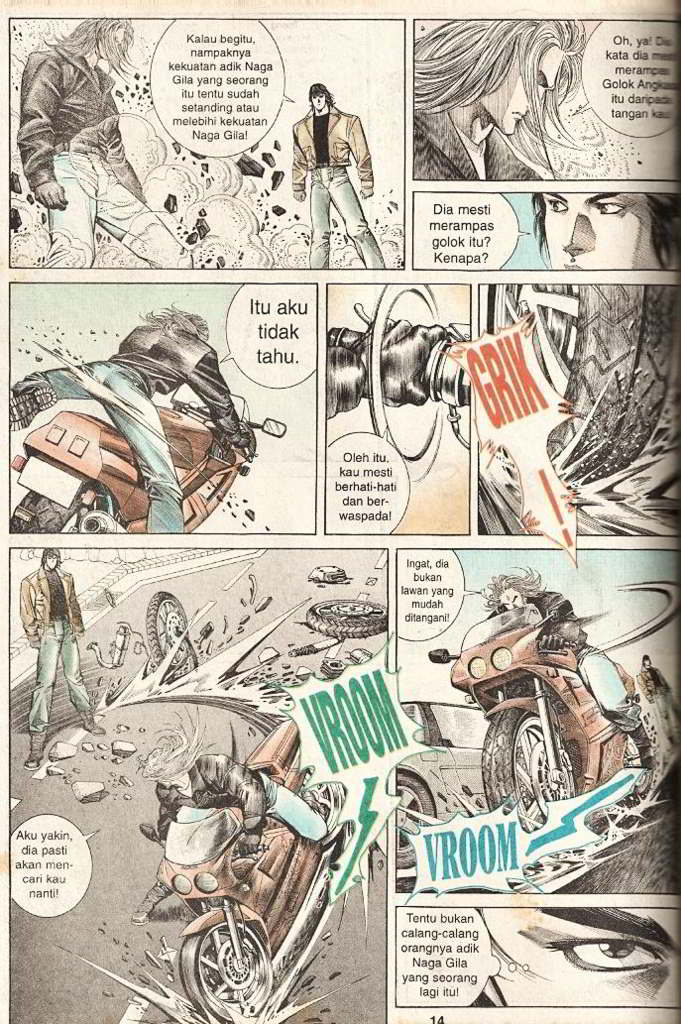 Kalau begitu,
nampaknya
kekuatan adik Naga
Gila yang seorang
itu tentu sudah
setanding atau
melebihi kekuatan
Naga Gila!
Oh, ya! Dia
kata dia mesti
merampas
Golok Angkasa
itu daripada
tangan kau
Dia mesti
merampas
golok itu?
Kenapa?
Itu aku
tidak
tahu.
Oleh itu,
kau mesti
berhati-hati
dan ber-
waspada!
GRIK
!
Ingat, dia
bukan
lawan yang
mudah
ditangani!
VROOM
VROOM
Aku yakin,
dia pasti
akan men-
cari kau
nanti!
Tentu bukan
calang-calang
orangnya adik
Naga Gila
yang seorang
lagi itu!
14